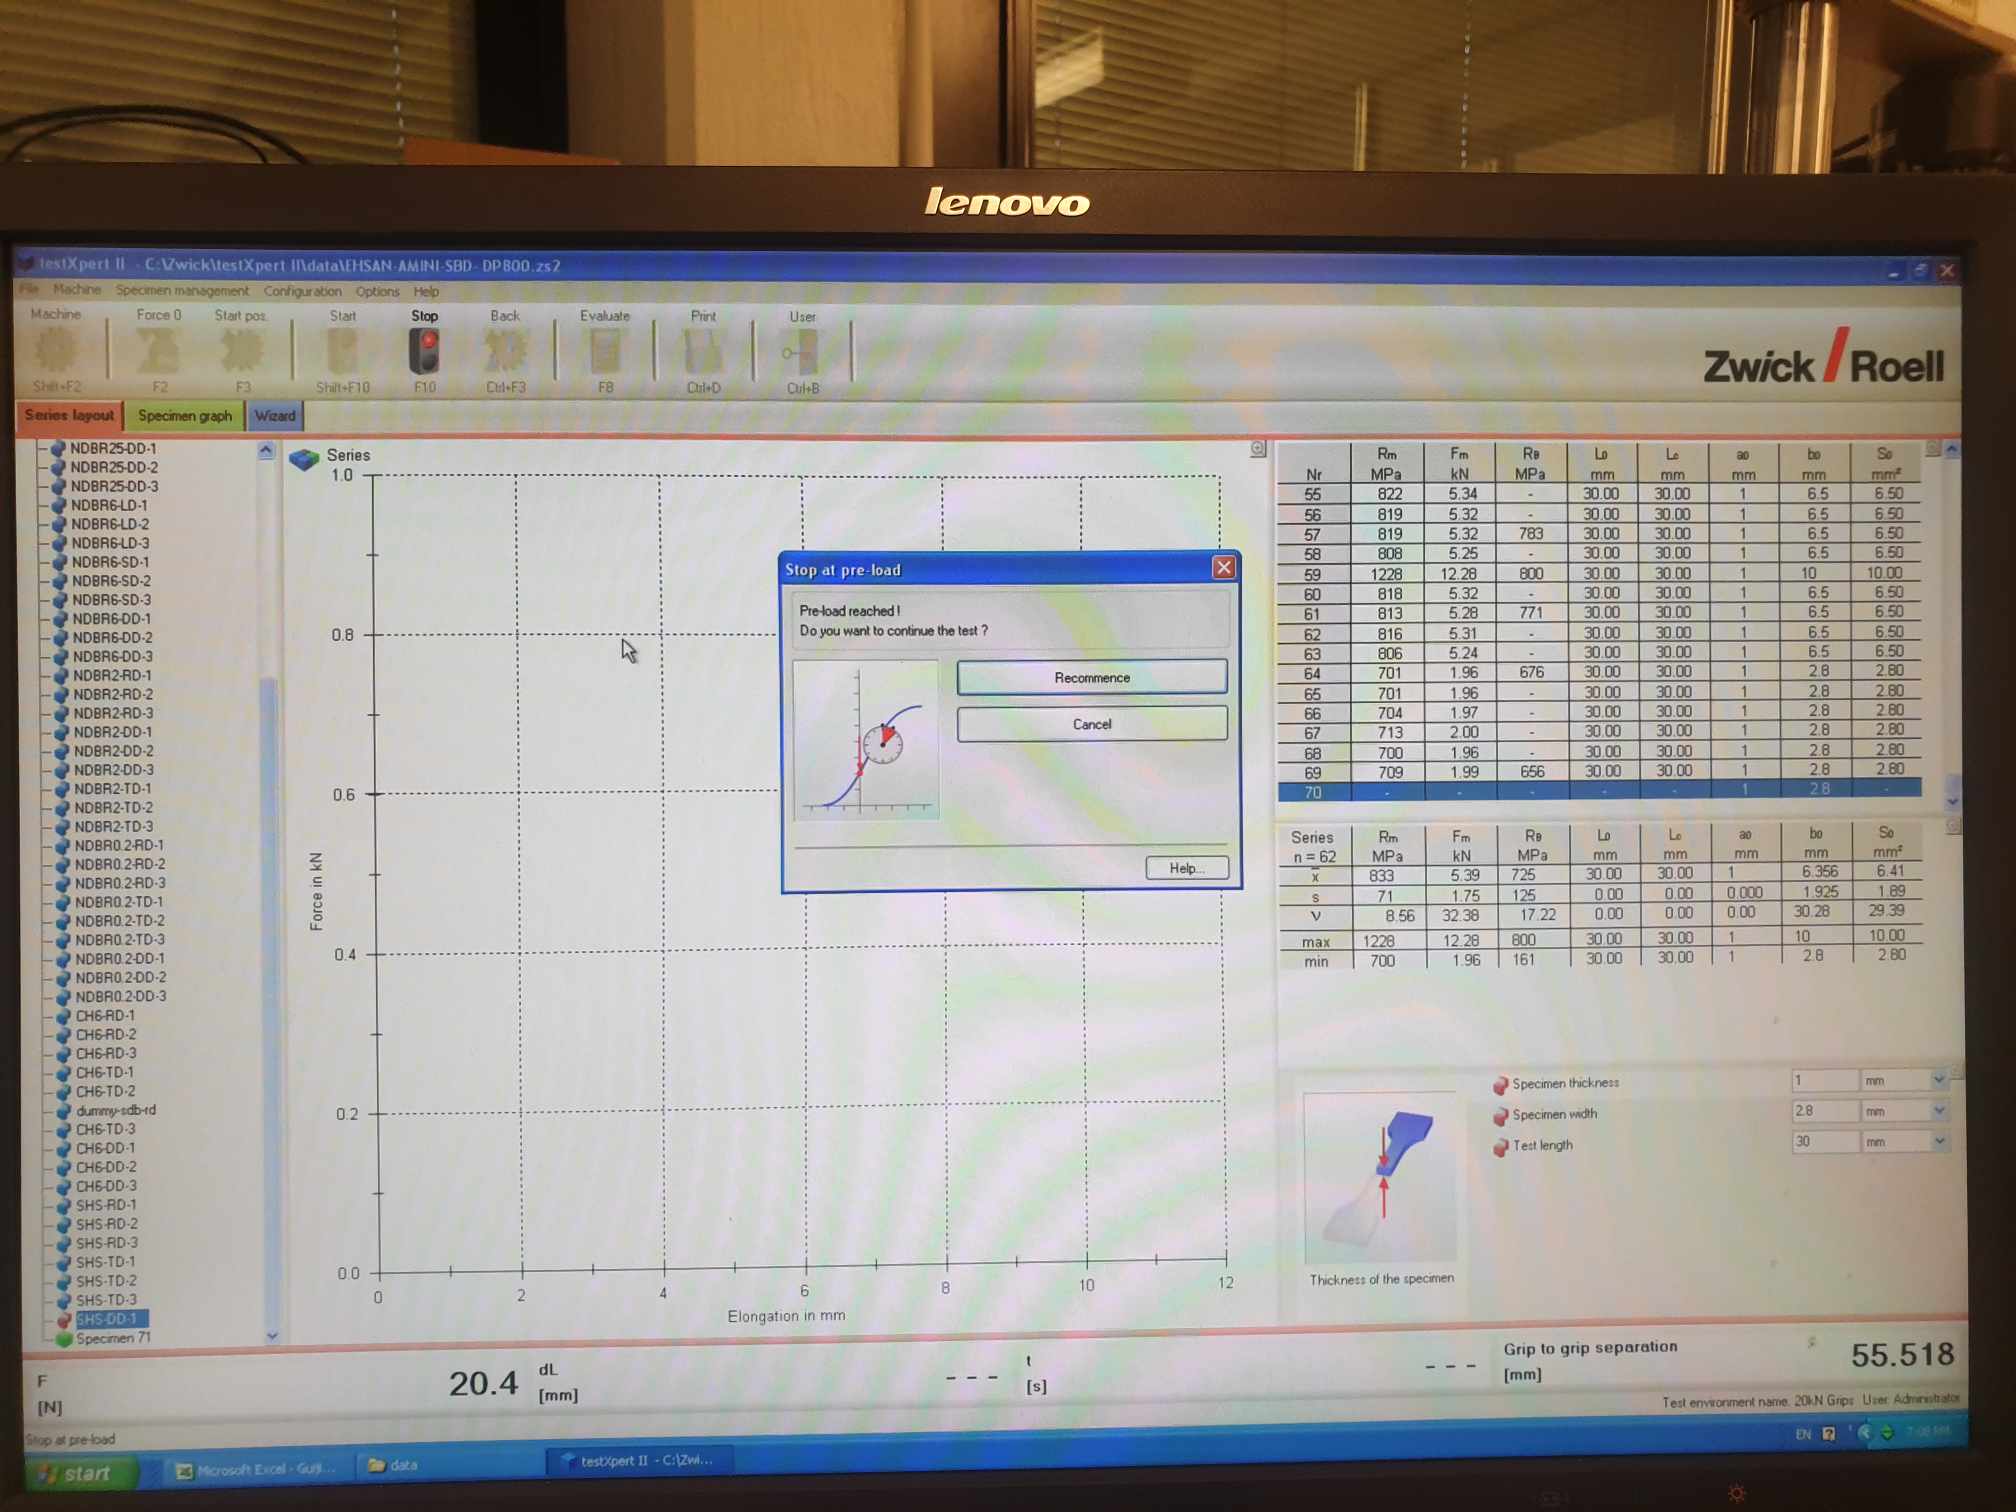 lenovo
testXpert II - C:\Zwick\testXpert II\data\EHSAN-AMINI-SBD- DP800.zs2
File Machine Specimen management Configuration Options Help
Machine Force 0 Start pos. Start Stop Back Evaluate Print User
Shift+F2 F2 F3 Shift+F10 F10 Ctrl+F3 F8 Ctrl+D Ctrl+B
Zwick / Roell
Series layout Specimen graph Wizard
NDBR25-DD-1
NDBR25-DD-2
NDBR25-DD-3
NDBR6-LD-1
NDBR6-LD-2
NDBR6-LD-3
NDBR6-SD-1
NDBR6-SD-2
NDBR6-SD-3
NDBR6-DD-1
NDBR6-DD-2
NDBR6-DD-3
NDBR2-RD-1
NDBR2-RD-2
NDBR2-RD-3
NDBR2-DD-1
NDBR2-DD-2
NDBR2-DD-3
NDBR2-TD-1
NDBR2-TD-2
NDBR2-TD-3
NDBR0.2-RD-1
NDBR0.2-RD-2
NDBR0.2-RD-3
NDBR0.2-TD-1
NDBR0.2-TD-2
NDBR0.2-TD-3
NDBR0.2-DD-1
NDBR0.2-DD-2
NDBR0.2-DD-3
CH6-RD-1
CH6-RD-2
CH6-RD-3
CH6-TD-1
CH6-TD-2
dummy-sdb-rd
CH6-TD-3
CH6-DD-1
CH6-DD-2
CH6-DD-3
SHS-RD-1
SHS-RD-2
SHS-RD-3
SHS-TD-1
SHS-TD-2
SHS-TD-3
SHS-DD-1
Specimen 71
Series
1.0
0.8
0.6
0.4
0.2
0.0
Force in kN
0 2 4 6 8 10 12
Elongation in mm
Stop at pre-load
Pre-load reached !
Do you want to continue the test ?
Recommence
Cancel
Help...
Rm Fm RB L0 Lc a0 b0 S0
Nr MPa kN MPa mm mm mm mm mm²
55 822 5.34 - 30.00 30.00 1 6.5 6.50
56 819 5.32 - 30.00 30.00 1 6.5 6.50
57 819 5.32 783 30.00 30.00 1 6.5 6.50
58 808 5.25 - 30.00 30.00 1 6.5 6.50
59 1228 12.28 800 30.00 30.00 1 10 10.00
60 818 5.32 - 30.00 30.00 1 6.5 6.50
61 813 5.28 771 30.00 30.00 1 6.5 6.50
62 816 5.31 - 30.00 30.00 1 6.5 6.50
63 806 5.24 - 30.00 30.00 1 6.5 6.50
64 701 1.96 676 30.00 30.00 1 2.8 2.80
65 701 1.96 - 30.00 30.00 1 2.8 2.80
66 704 1.97 - 30.00 30.00 1 2.8 2.80
67 713 2.00 - 30.00 30.00 1 2.8 2.80
68 700 1.96 - 30.00 30.00 1 2.8 2.80
69 709 1.99 656 30.00 30.00 1 2.8 2.80
70 - - - - - 1 2.8 -
Series Rm Fm RB L0 Lc a0 b0 S0
n = 62 MPa kN MPa mm mm mm mm mm²
x̄ 833 5.39 725 30.00 30.00 1 6.356 6.41
s 71 1.75 125 0.00 0.00 0.000 1.925 1.89
ν 8.56 32.38 17.22 0.00 0.00 0.00 30.28 29.39
max 1228 12.28 800 30.00 30.00 1 10 10.00
min 700 1.96 161 30.00 30.00 1 2.8 2.80
Specimen thickness 1 mm
Specimen width 2.8 mm
Test length 30 mm
Thickness of the specimen
F [N] 20.4
dL [mm] - - -
t [s] - - -
Grip to grip separation [mm] 55.518
Test environment name: 20kN Grips User: Administrator
Stop at pre-load
start Microsoft Excel - Gurji... data testXpert II - C:\Zwi... EN